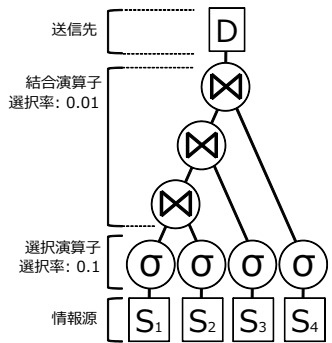 送信先
D
結合演算子
選択率: 0.01
⋈
⋈
⋈
選択演算子
選択率: 0.1
σ σ σ σ
情報源
S1 S2 S3 S4